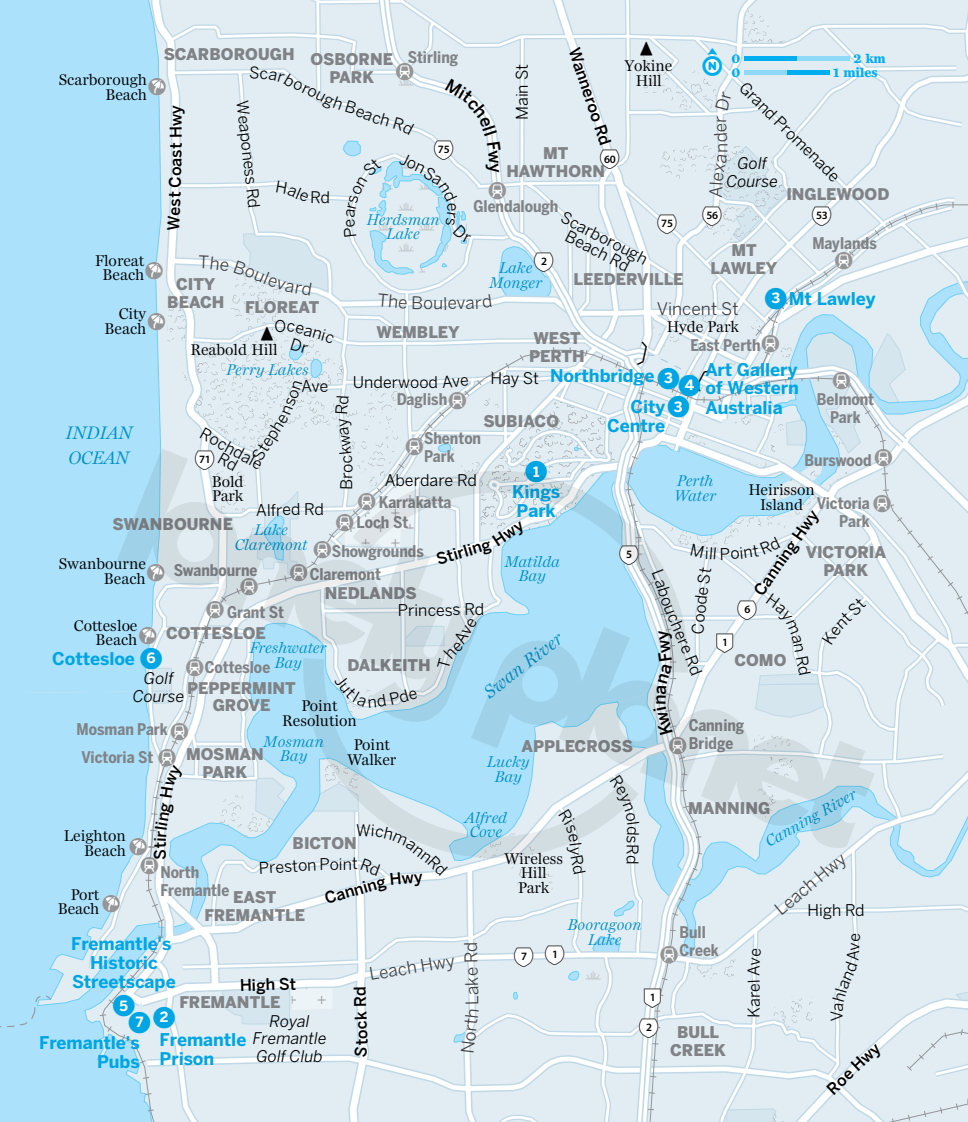 SCARBOROUGH
OSBORNE
PARK
Stirling
Yokine
Hill
N
0
2 km
0
1 miles
Scarborough
Beach
Scarborough Beach Rd
Mitchell Fwy
Main St
Wanneroo Rd
Alexander Dr
Grand Promenade
West Coast Hwy
Weaponess Rd
75
MT
HAWTHORN
60
Golf
Course
INGLEWOOD
Hale Rd
Pearson St
Jon Sanders Dr
Glendalough
Herdsman
Lake
Scarborough
Beach Rd
75
56
53
Maylands
MT
LAWLEY
2
Floreat
Beach
The Boulevard
CITY
BEACH
FLOREAT
The Boulevard
Lake
Monger
LEEDERVILLE
3
Mt Lawley
Vincent St
Hyde Park
City
Beach
Oceanic
Dr
Reabold Hill
WEMBLEY
WEST
PERTH
East Perth
Perry Lakes
Underwood Ave
Hay St
Northbridge
3
4
Art Gallery
of Western
Australia
Daglish
City
Centre
3
Belmont
Park
Stephenson Ave
SUBIACO
INDIAN
OCEAN
Rochdale
Rd
71
Brockway Rd
Shenton
Park
Burswood
Bold
Park
Aberdare Rd
1
Kings
Park
Perth
Water
Heirisson
Island
Victoria
Park
Karrakatta
Alfred Rd
Loch St
SWANBOURNE
Lake
Claremont
Showgrounds
Stirling Hwy
5
Mill Point Rd
Canning Hwy
VICTORIA
PARK
Swanbourne
Beach
Swanbourne
Claremont
NEDLANDS
Matilda
Bay
Labouchere Rd
Coode St
Grant St
Princess Rd
6
Hayman Rd
Kent St
Cottesloe
Beach
COTTESLOE
Freshwater
Bay
The Ave
1
Cottesloe
6
Cottesloe
DALKEITH
Swan River
COMO
Golf
Course
PEPPERMINT
GROVE
Jutland Pde
Kwinana Fwy
Point
Resolution
Mosman Park
Mosman
Bay
Point
Walker
APPLECROSS
Canning
Bridge
Victoria St
MOSMAN
PARK
Lucky
Bay
Stirling Hwy
Reynolds Rd
MANNING
Canning River
Leighton
Beach
BICTON
Wichmann Rd
Alfred
Cove
Rissely Rd
Preston Point Rd
Wireless
Hill
Park
North
Fremantle
Canning Hwy
Leach Hwy
Port
Beach
EAST
FREMANTLE
High Rd
Booragoon
Lake
Bull
Creek
Fremantle's
Historic
Streetscape
Leach Hwy
7
1
High St
North Lake Rd
Karel Ave
Vahland Ave
5
7
2
FREMANTLE
Stock Rd
1
2
Fremantle's
Pubs
Fremantle
Prison
Royal
Fremantle
Golf Club
BULL
CREEK
Roe Hwy